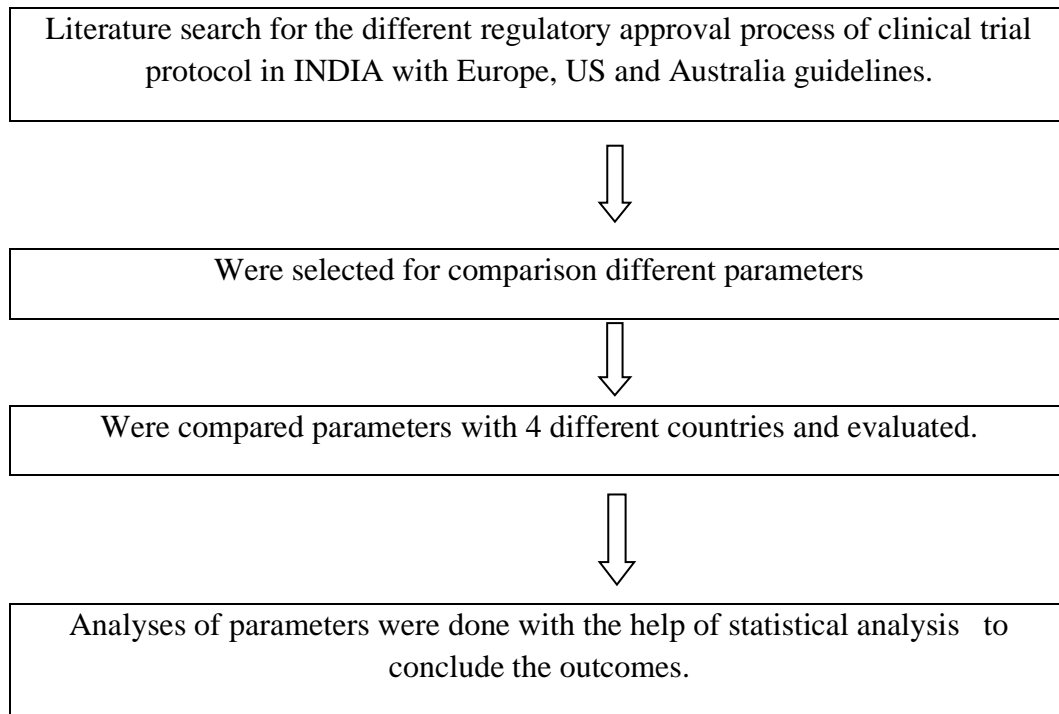 Literature search for the different regulatory approval process of clinical trial
protocol in INDIA with Europe, US and Australia guidelines.
Were selected for comparison different parameters
Were compared parameters with 4 different countries and evaluated.
Analyses of parameters were done with the help of statistical analysis to
conclude the outcomes.